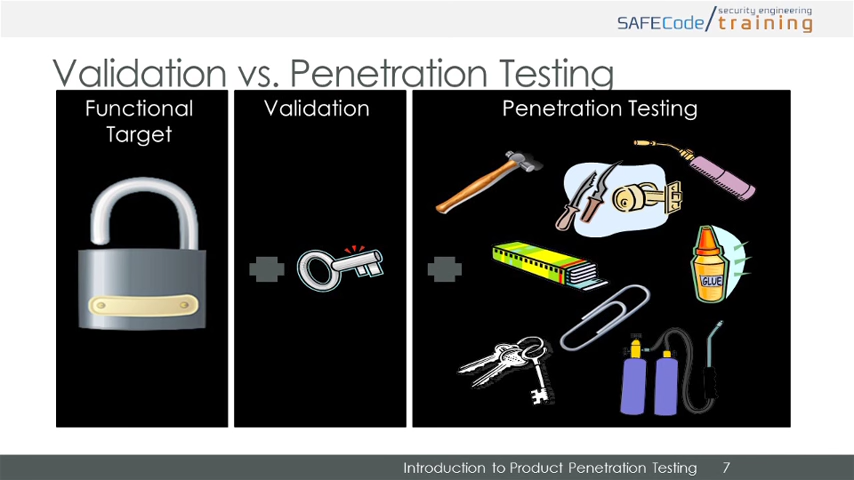 security engineering
SAFECode/training
Validation vs. Penetration Testing
Functional
Target
Validation
Penetration Testing
GLUE
Introduction to Product Penetration Testing 7